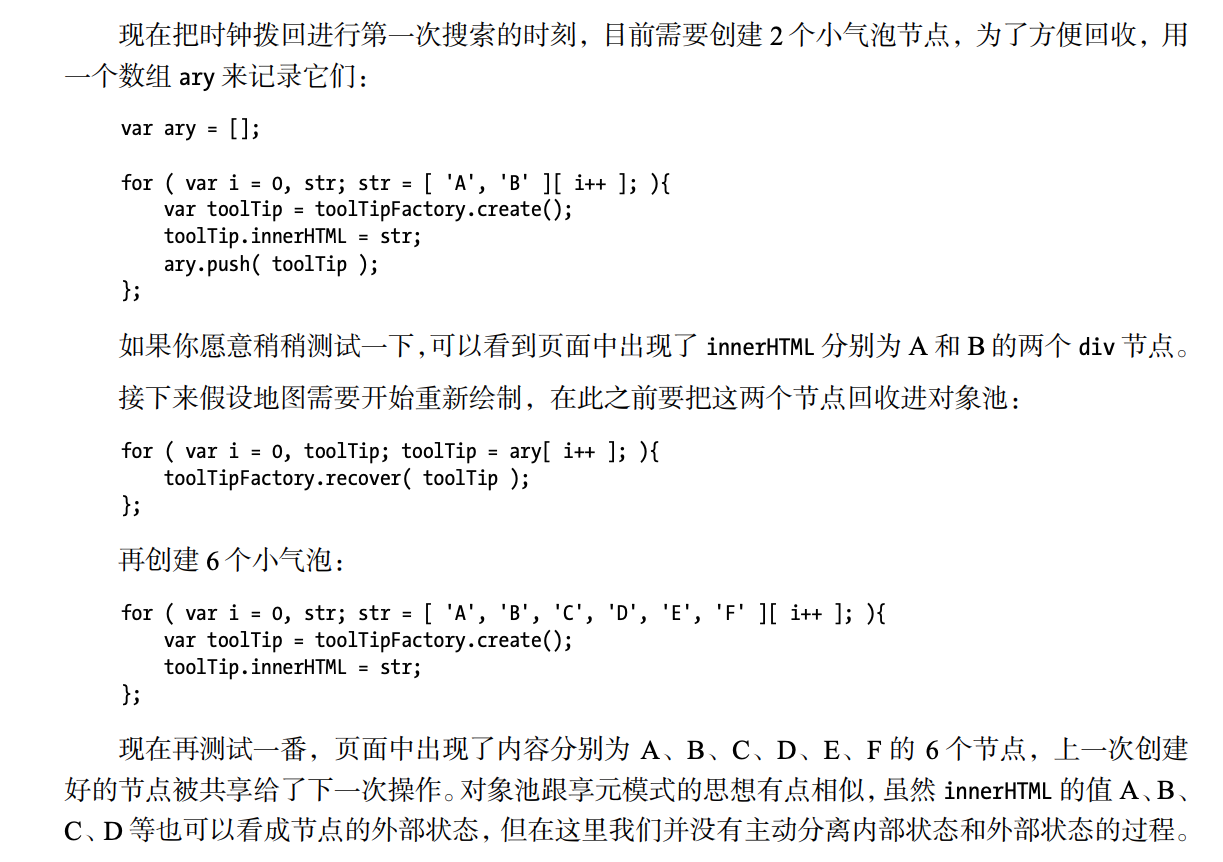 现在把时钟拨回进行第一次搜索的时刻，目前需要创建 2 个小气泡节点，为了方便回收，用
一个数组 ary 来记录它们：
var ary = [];
for ( var i = 0, str; str = [ 'A', 'B' ][ i++ ]; ){
    var toolTip = toolTipFactory.create();
    toolTip.innerHTML = str;
    ary.push( toolTip );
};
如果你愿意稍稍测试一下，可以看到页面中出现了 innerHTML 分别为 A 和 B 的两个 div 节点。
接下来假设地图需要开始重新绘制，在此之前要把这两个节点回收进对象池：
for ( var i = 0, toolTip; toolTip = ary[ i++ ]; ){
    toolTipFactory.recover( toolTip );
};
再创建 6 个小气泡：
for ( var i = 0, str; str = [ 'A', 'B', 'C', 'D', 'E', 'F' ][ i++ ]; ){
    var toolTip = toolTipFactory.create();
    toolTip.innerHTML = str;
};
现在再测试一番，页面中出现了内容分别为 A、B、C、D、E、F 的 6 个节点，上一次创建
好的节点被共享给了下一次操作。对象池跟享元模式的思想有点相似，虽然 innerHTML 的值 A、B、
C、D 等也可以看成节点的外部状态，但在这里我们并没有主动分离内部状态和外部状态的过程。